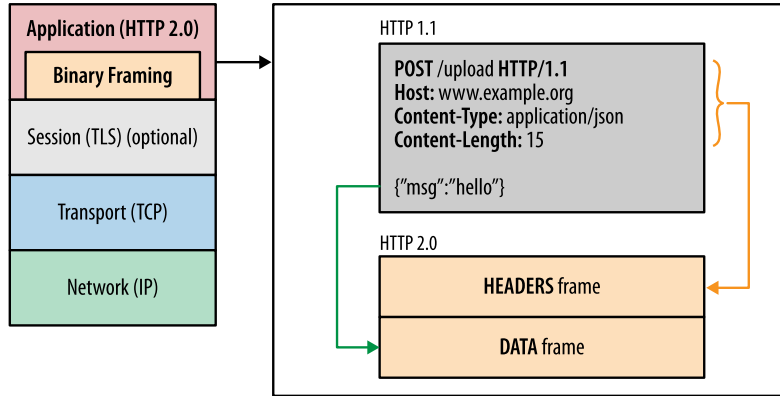 Application (HTTP 2.0)
Binary Framing
Session (TLS) (optional)
Transport (TCP)
Network (IP)
HTTP 1.1
POST /upload HTTP/1.1
Host: www.example.org
Content-Type: application/json
Content-Length: 15
{”msg”:”hello”}
HTTP 2.0
HEADERS frame
DATA frame